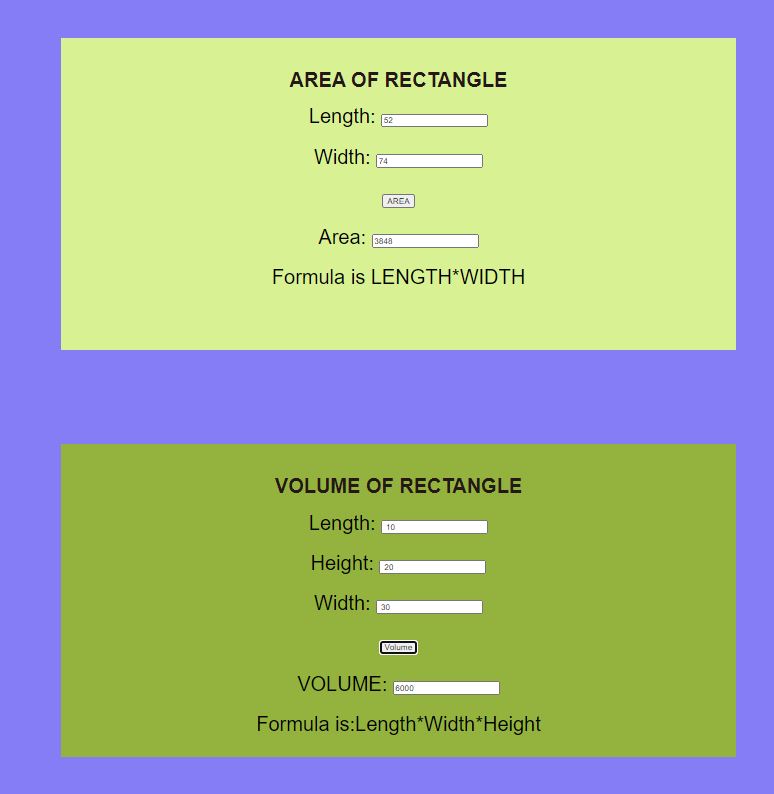 AREA OF RECTANGLE
Length: 52
Width: 74
AREA
Area: 3848
Formula is LENGTH*WIDTH
VOLUME OF RECTANGLE
Length: 10
Height: 20
Width: 30
Volume
VOLUME: 6000
Formula is:Length*Width*Height